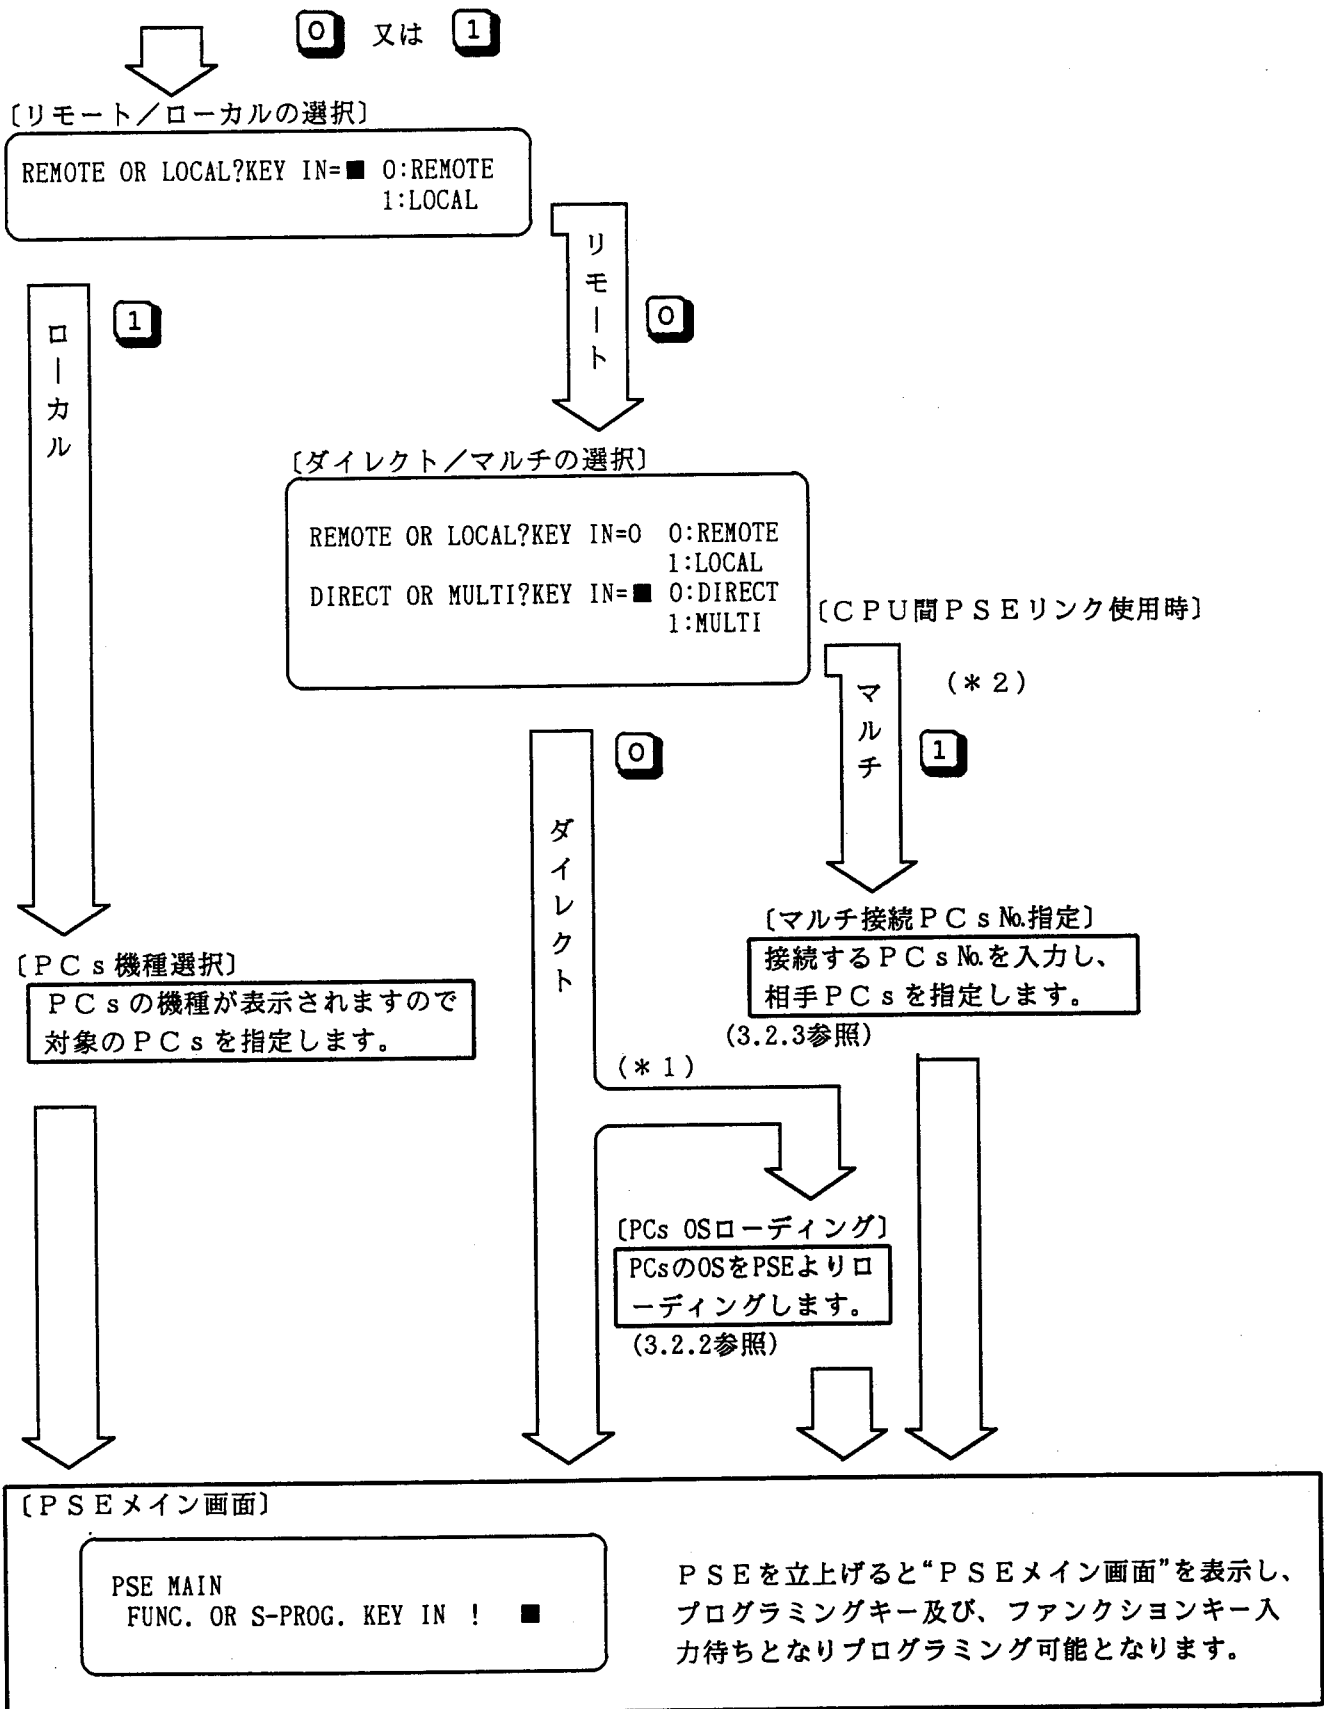 0 又は 1
〔リモート／ローカルの選択〕
REMOTE OR LOCAL?KEY IN=■ 0:REMOTE
1:LOCAL
リモート
0
ローカル
1
〔ダイレクト／マルチの選択〕
REMOTE OR LOCAL?KEY IN=0 0:REMOTE
1:LOCAL
DIRECT OR MULTI?KEY IN=■ 0:DIRECT
1:MULTI
〔ＣＰＵ間ＰＳＥリンク使用時〕
マルチ
(＊2)
1
ダイレクト
0
〔マルチ接続ＰＣｓ№指定〕
接続するＰＣｓ№を入力し、
相手ＰＣｓを指定します。
(3.2.3参照)
〔ＰＣｓ機種選択〕
ＰＣｓの機種が表示されますので
対象のＰＣｓを指定します。
(＊1)
〔PCs OSローディング〕
PCsのOSをPSEよりロ
ーディングします。
(3.2.2参照)
〔ＰＳＥメイン画面〕
PSE MAIN
FUNC. OR S-PROG. KEY IN ! ■
ＰＳＥを立上げると“ＰＳＥメイン画面”を表示し、
プログラミングキー及び、ファンクションキー入
力待ちとなりプログラミング可能となります。